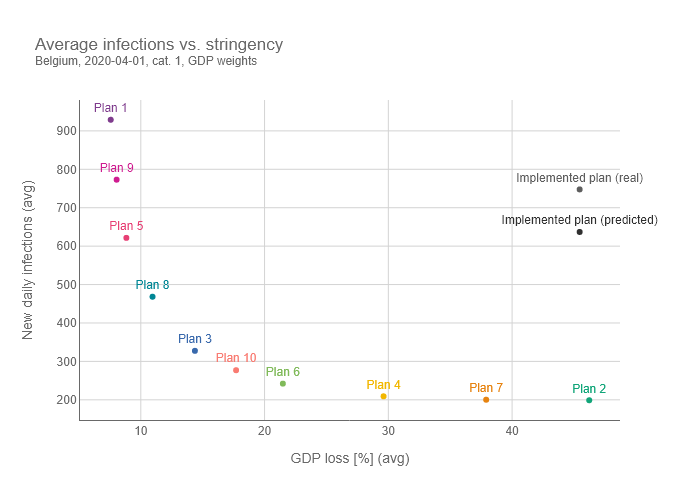 Average infections vs. stringency
Belgium, 2020-04-01, cat. 1, GDP weights
New daily infections (avg)
900
800
700
600
500
400
300
200
Plan 1
Plan 9
Plan 5
Plan 8
Plan 3
Plan 10
Plan 6
Plan 4
Plan 7
Plan 2
Implemented plan (real)
Implemented plan (predicted)
10
20
30
40
GDP loss [%] (avg)